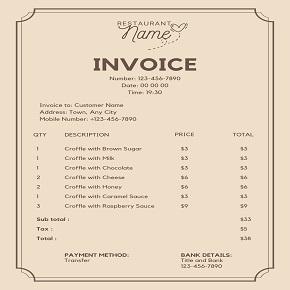 RESTAURANT
Name
INVOICE
Number: 123-456-7890
Date: 00 00 00
Time: 19:30
Invoice to: Customer Name
Address: Town, Any City
Mobile Number: +123-456-7890
QTY DESCRIPTION PRICE TOTAL
1 Croffle with Brown Sugar $3 $3
1 Croffle with Milk $3 $3
1 Croffle with Chocolate $3 $3
2 Croffle with Cheese $6 $6
2 Croffle with Honey $6 $6
1 Croffle with Caramel Sauce $3 $3
3 Croffle with Raspberry Sauce $9 $9
Sub total : $33
Tax : $5
Total : $38
PAYMENT METHOD: BANK DETAILS:
Transfer Title and Bank
123-456-7890